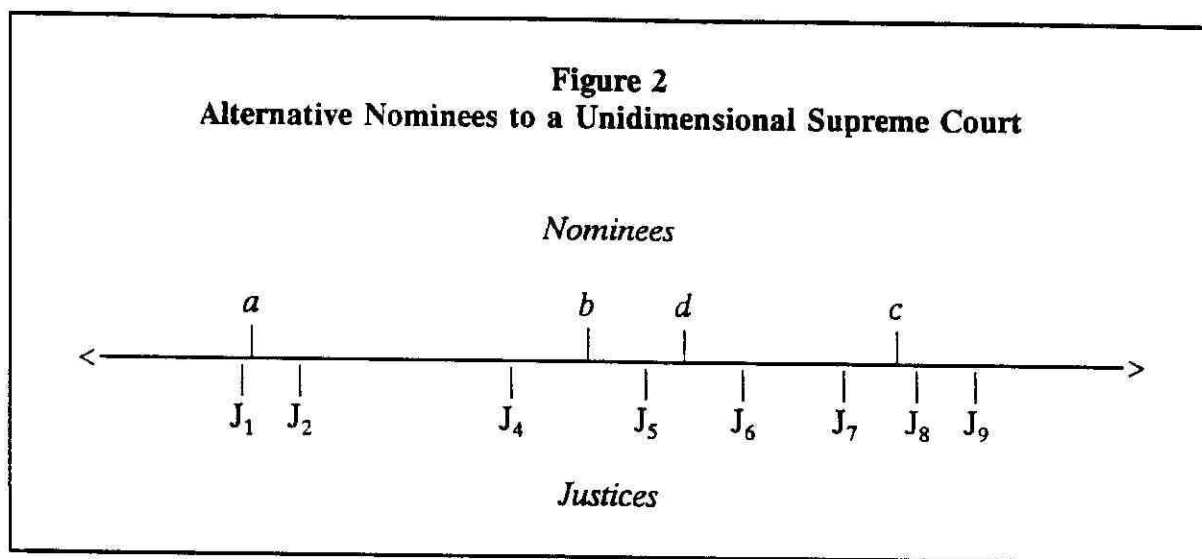 Figure 2
Alternative Nominees to a Unidimensional Supreme Court
Nominees
a b d c
< >
J₁ J₂ J₄ J₅ J₆ J₇ J₈ J₉
Justices